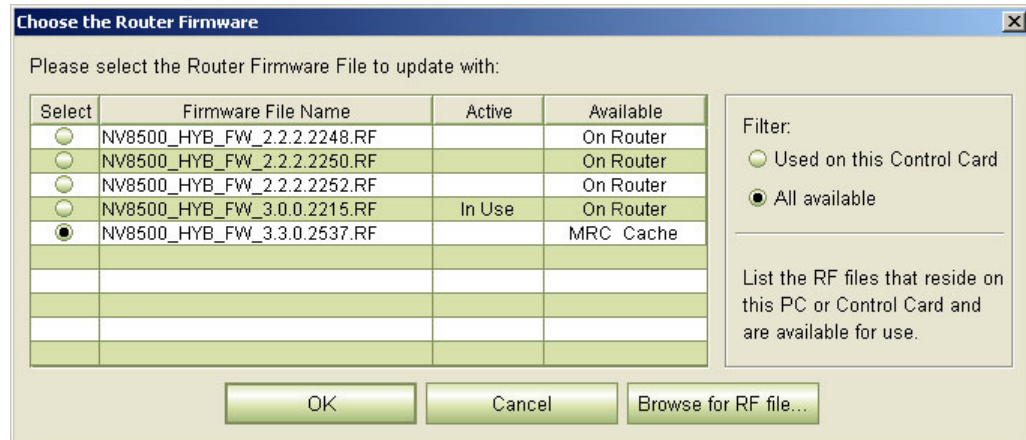 Choose the Router Firmware
Please select the Router Firmware File to update with:
Select Firmware File Name Active Available
NV8500_HYB_FW_2.2.2.2248.RF On Router
NV8500_HYB_FW_2.2.2.2250.RF On Router
NV8500_HYB_FW_2.2.2.2252.RF On Router
NV8500_HYB_FW_3.0.0.2215.RF In Use On Router
NV8500_HYB_FW_3.3.0.2537.RF MRC Cache
Filter:
Used on this Control Card
All available
List the RF files that reside on
this PC or Control Card and
are available for use.
OK Cancel Browse for RF file...